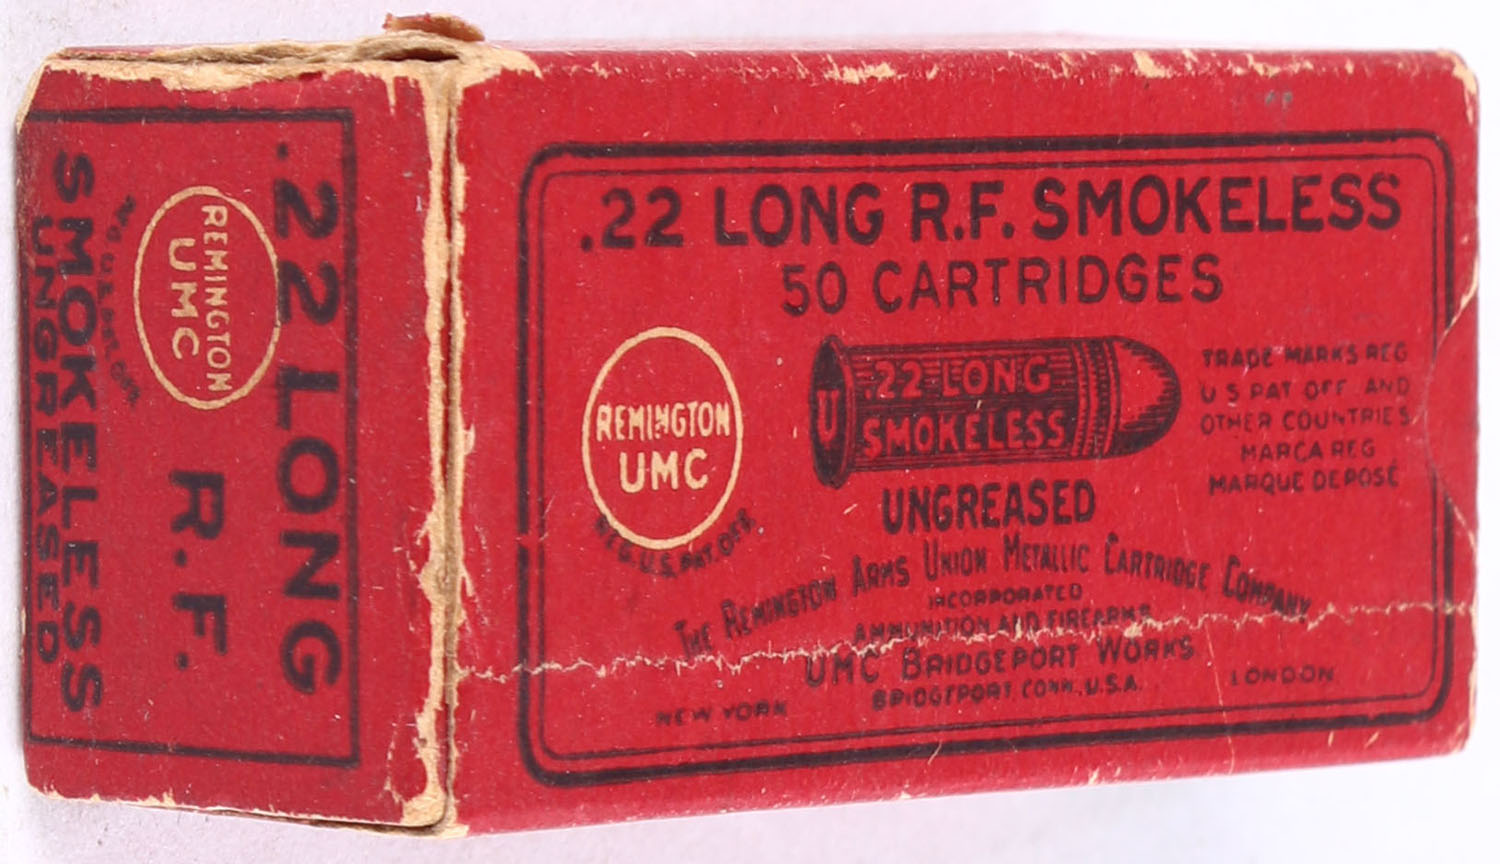 .22 LONG R.F. SMOKELESS
50 CARTRIDGES
REMINGTON
UMC
REG. U.S. PAT. OFF.
U
.22 LONG
SMOKELESS
UNGREASED
TRADE MARKS REG
U S PAT OFF AND
OTHER COUNTRIES
MARCA REG
MARQUE DEPOSÉ
THE REMINGTON ARMS UNION METALLIC CARTRIDGE COMPANY
INCORPORATED
AMMUNITION AND FIREARMS
UMC BRIDGEPORT WORKS
BRIDGEPORT, CONN., U.S.A.
NEW YORK
LONDON
.22 LONG
R.F.
REMINGTON
UMC
SMOKELESS
UNGREASED